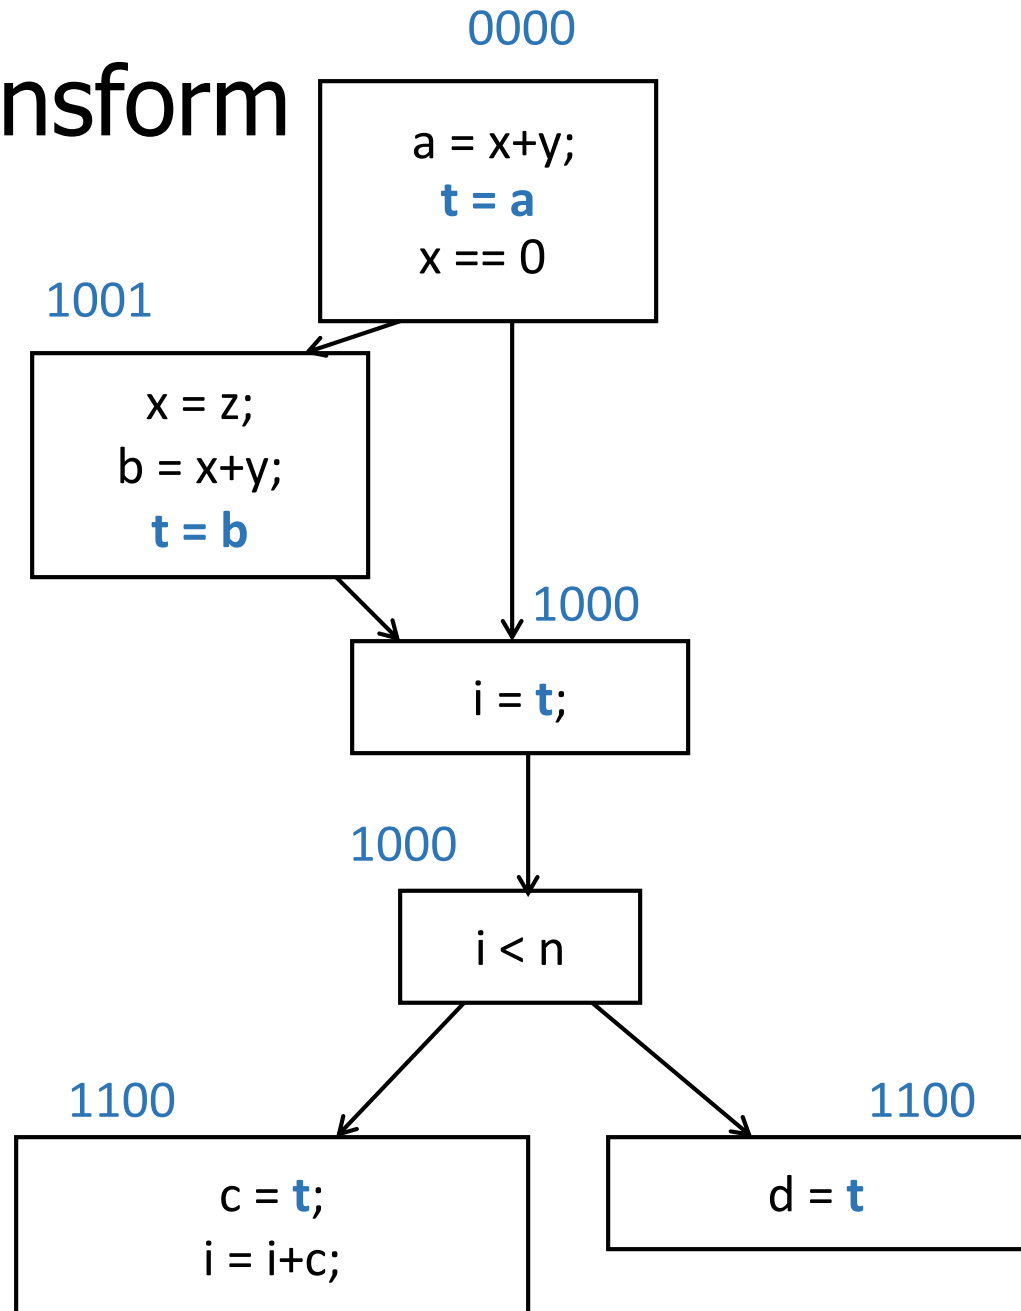 0000
nsform
a = x+y;
t = a
x == 0
1001
x = z;
b = x+y;
t = b
1000
i = t;
1000
i < n
1100
c = t;
i = i+c;
1100
d = t